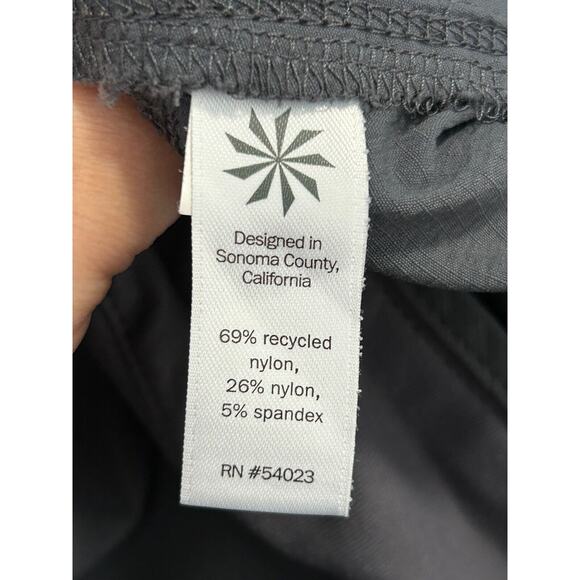 Designed in
Sonoma County,
California
69% recycled
nylon,
26% nylon,
5% spandex
RN #54023